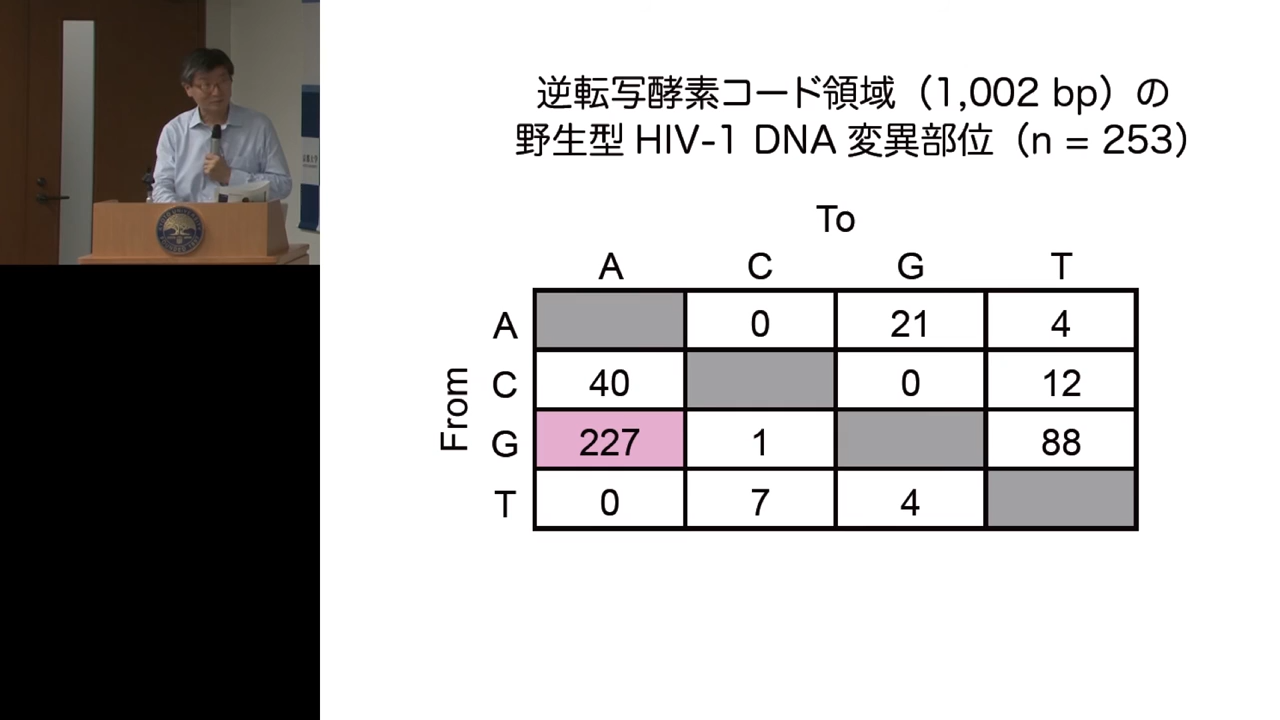 逆転写酵素コード領域（1,002 bp）の
野生型 HIV-1 DNA 変異部位（n = 253）
To
A C G T
A 0 21 4
From C 40 0 12
G 227 1 88
T 0 7 4